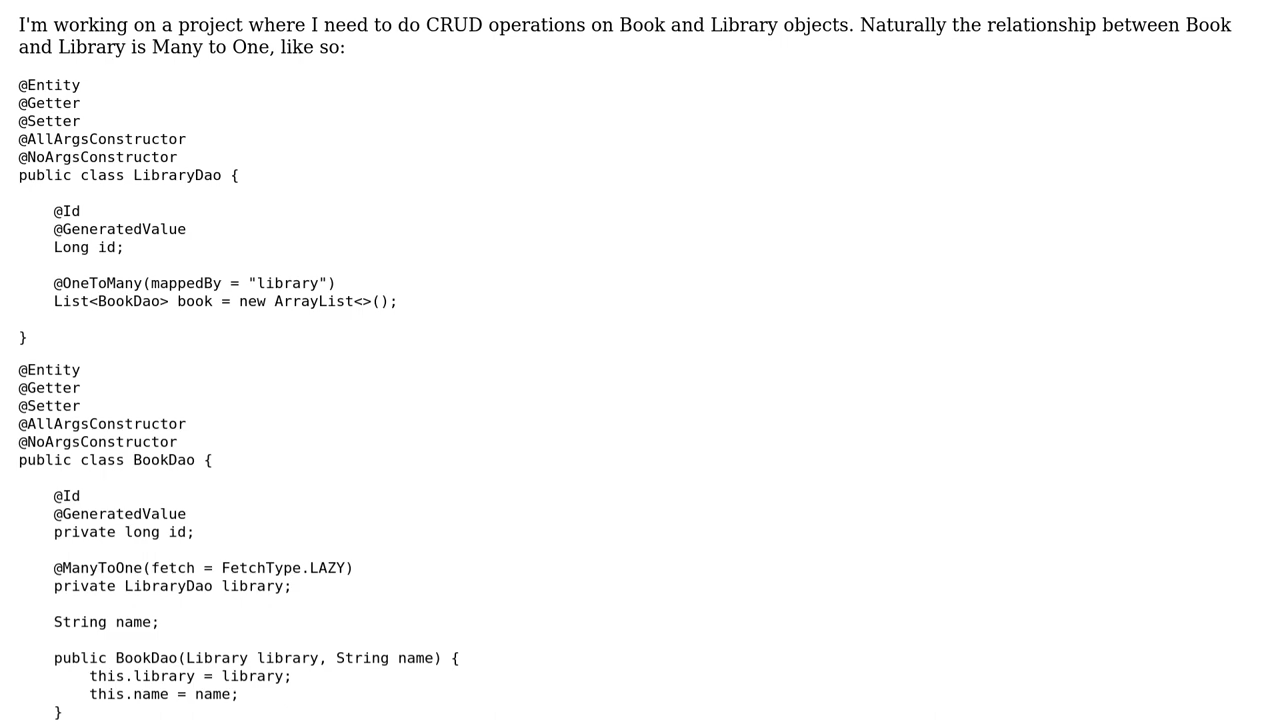 I'm working on a project where I need to do CRUD operations on Book and Library objects. Naturally the relationship between Book
and Library is Many to One, like so:
@Entity
@Getter
@Setter
@AllArgsConstructor
@NoArgsConstructor
public class LibraryDao {
    @Id
    @GeneratedValue
    Long id;
    @OneToMany(mappedBy = "library")
    List<BookDao> book = new ArrayList<>();
}
@Entity
@Getter
@Setter
@AllArgsConstructor
@NoArgsConstructor
public class BookDao {
    @Id
    @GeneratedValue
    private long id;
    @ManyToOne(fetch = FetchType.LAZY)
    private LibraryDao library;
    String name;
    public BookDao(Library library, String name) {
        this.library = library;
        this.name = name;
    }